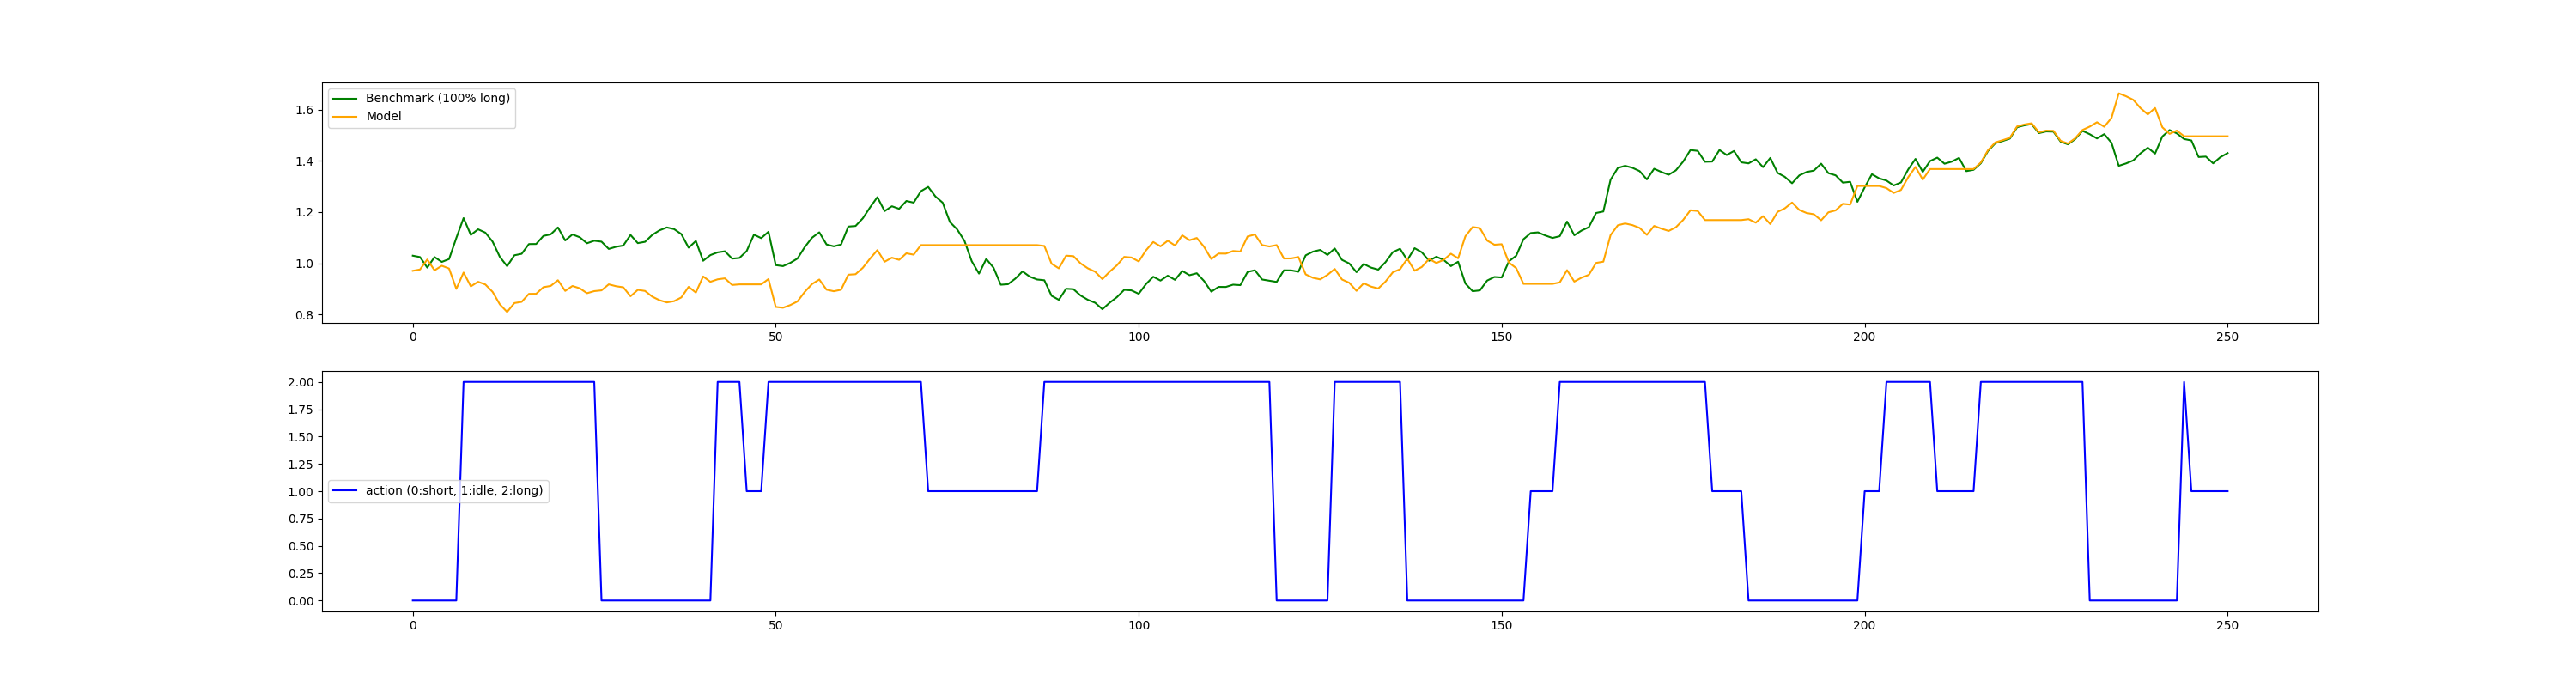 Benchmark (100% long)
Model
1.6
1.4
1.2
1.0
0.8
0 50 100 150 200 250
2.00
1.75
1.50
1.25
1.00
0.75
0.50
0.25
0.00
action (0:short, 1:idle, 2:long)
0 50 100 150 200 250